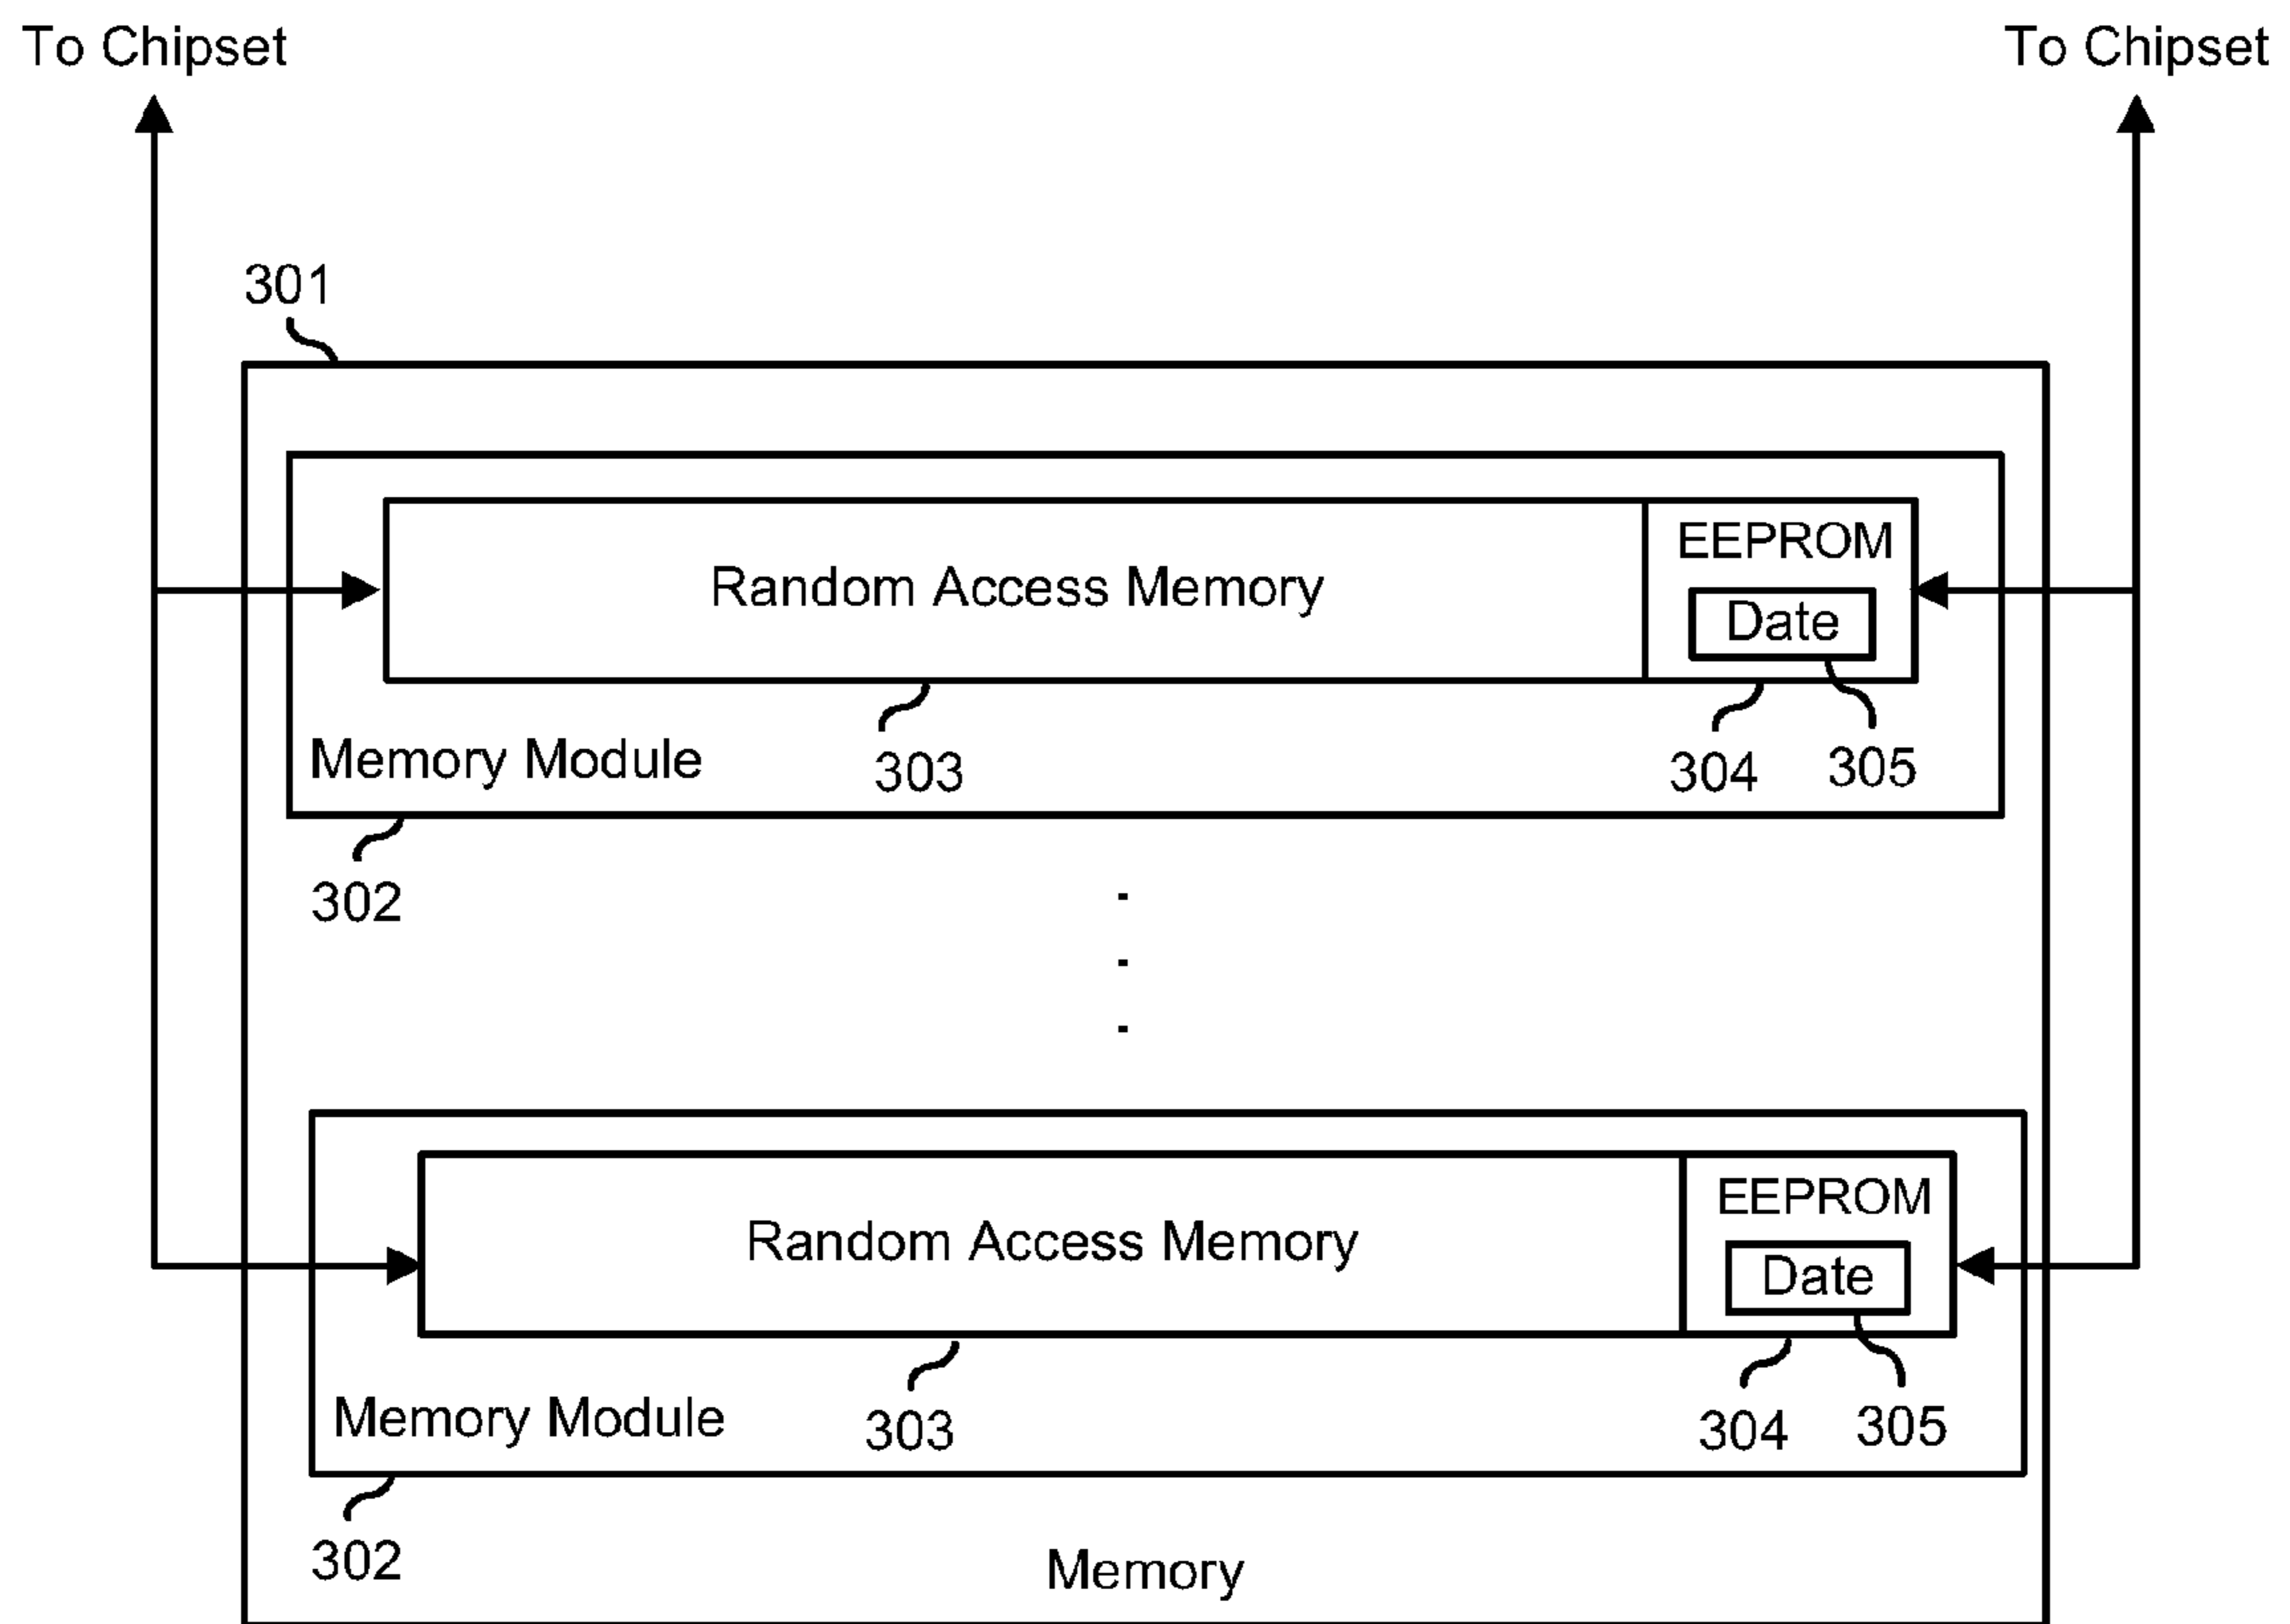 To Chipset
To Chipset
301
EEPROM
Random Access Memory
Date
Memory Module
303
304
305
302
EEPROM
Random Access Memory
Date
Memory Module
303
304
305
302
Memory